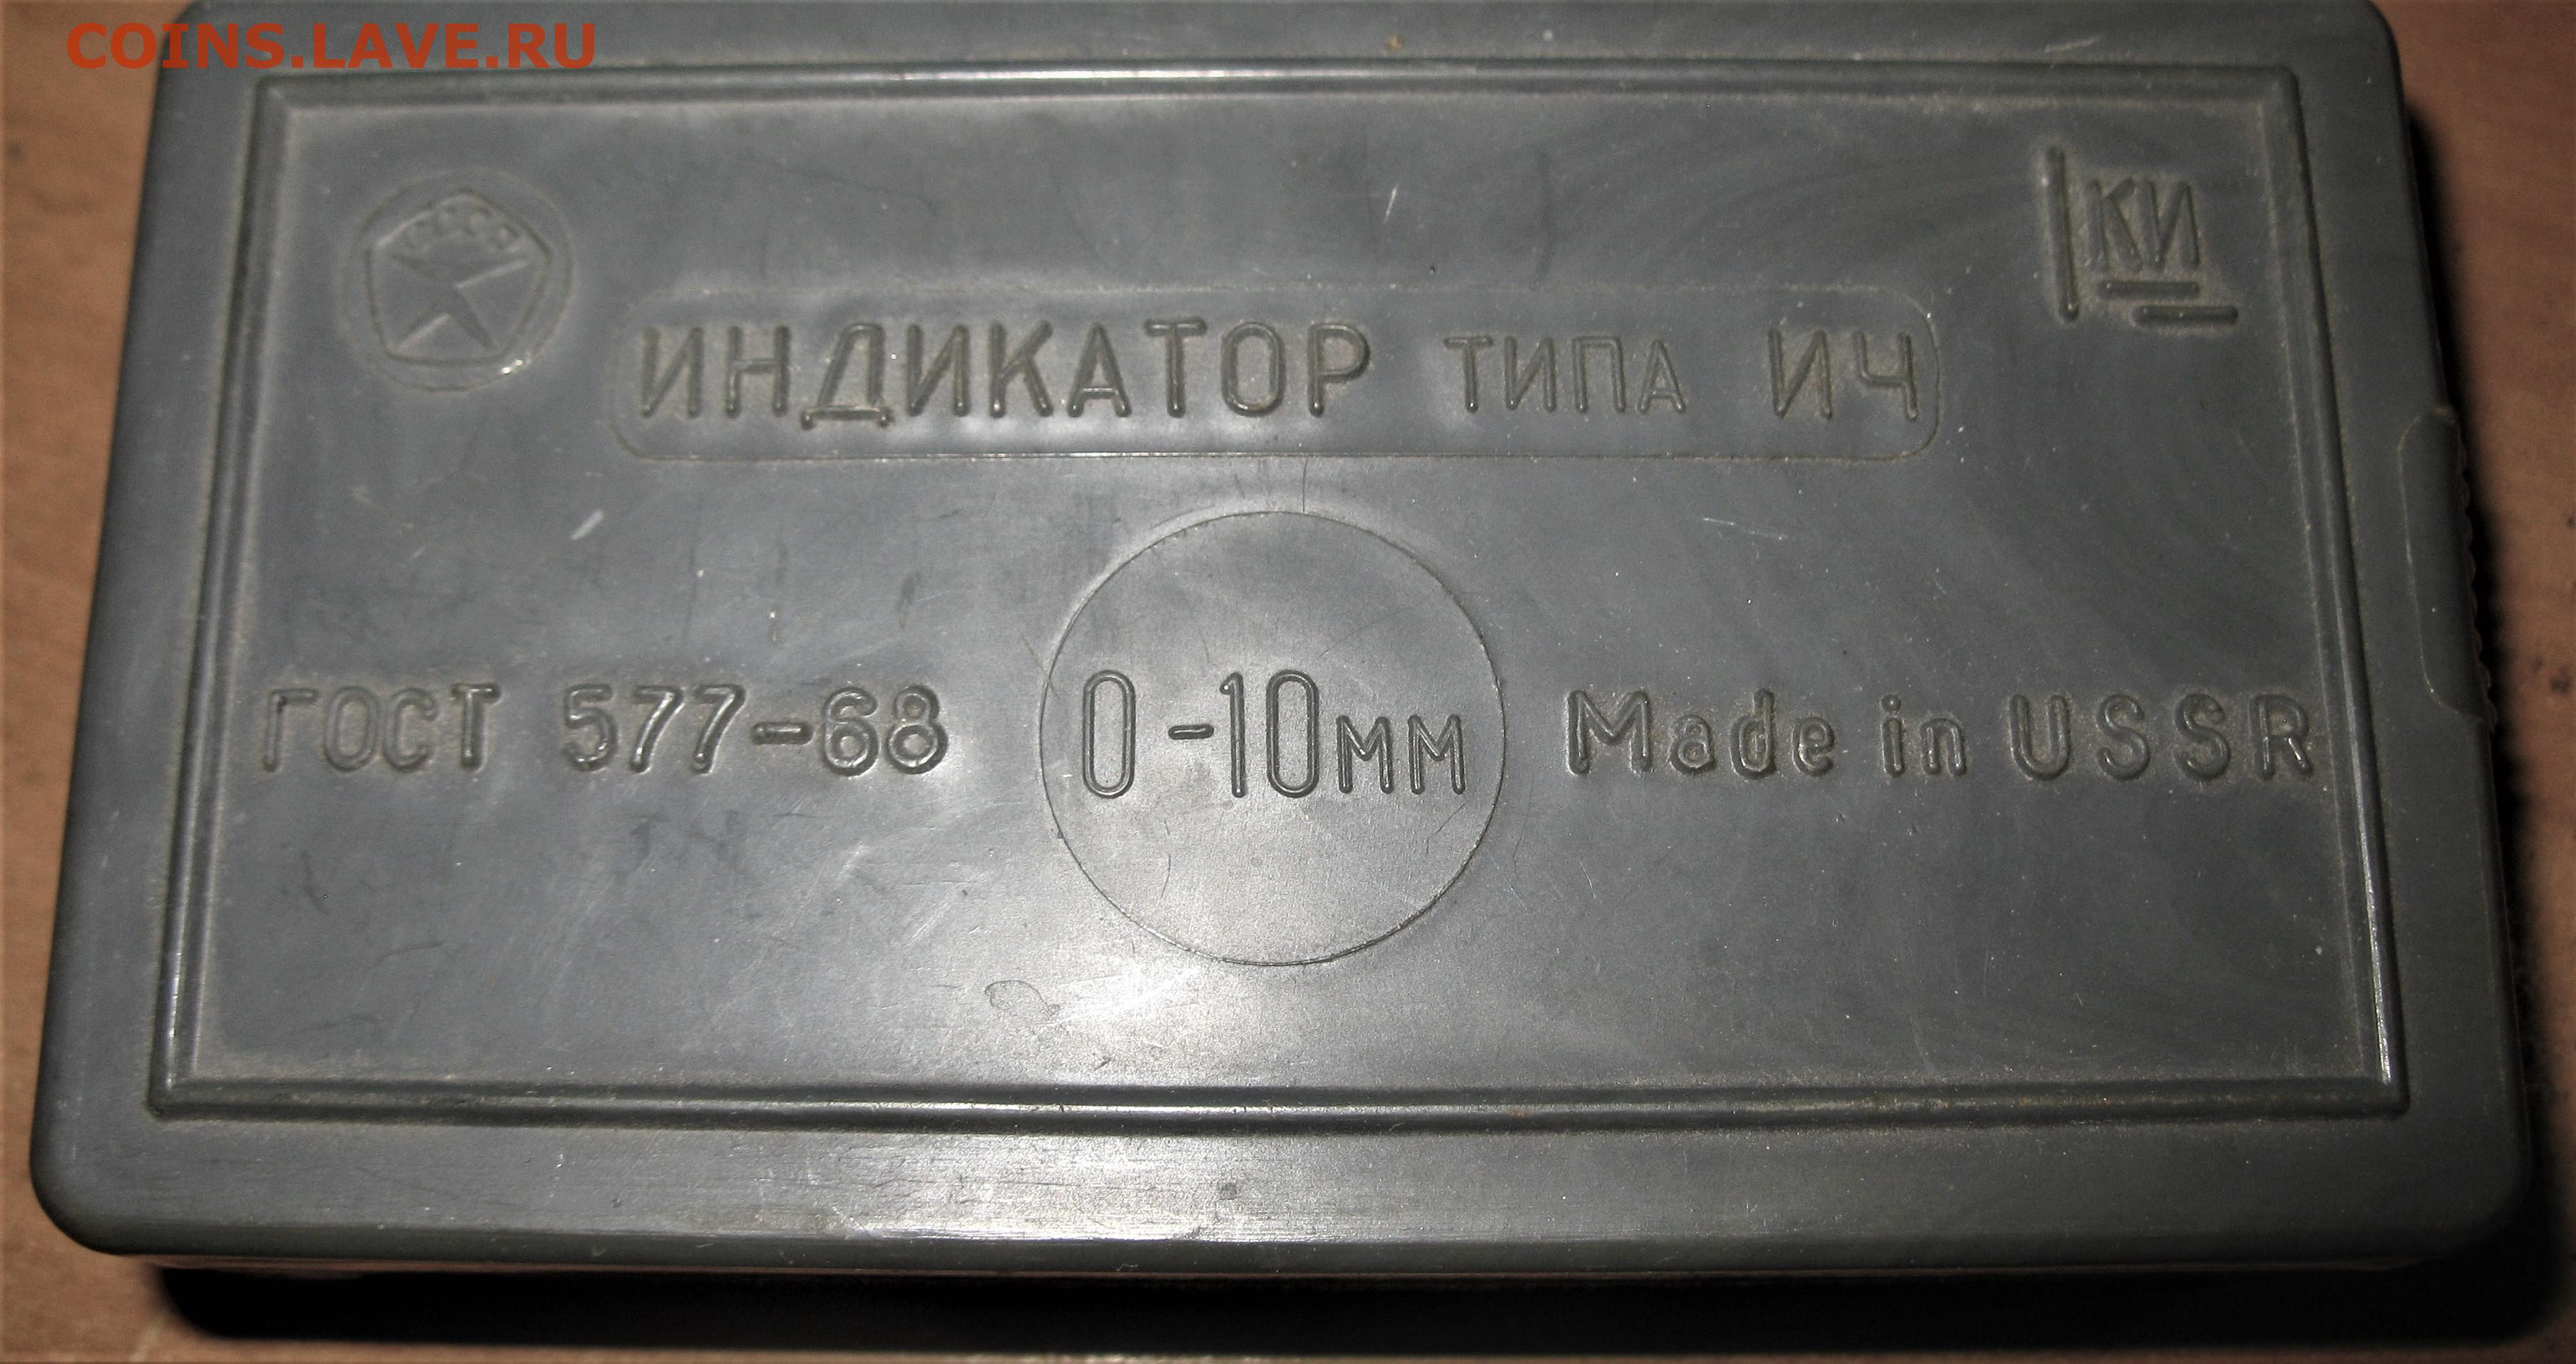 COINS.LAVE.RU
КИ
ИНДИКАТОР ТИПА ИЧ
ГОСТ 577-68 0-10мм Made in USSR